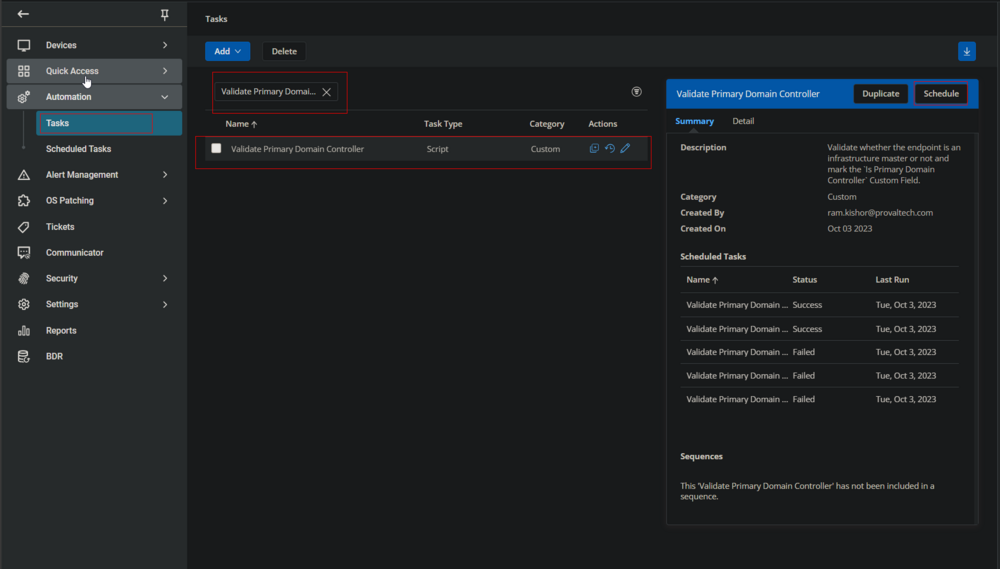 Devices
Quick Access
Automation
Tasks
Scheduled Tasks
Alert Management
OS Patching
Tickets
Communicator
Security
Settings
Reports
BDR
Tasks
Add
Delete
Validate Primary Domai...
Name Task Type Category Actions
Validate Primary Domain Controller Script Custom
Validate Primary Domain Controller Duplicate Schedule
Summary Detail
Description Validate whether the endpoint is an
infrastructure master or not and
mark the `Is Primary Domain
Controller` Custom Field.
Category Custom
Created By ram.kishor@provaltech.com
Created On Oct 03 2023
Scheduled Tasks
Name Status Last Run
Validate Primary Domain ... Success Tue, Oct 3, 2023
Validate Primary Domain ... Success Tue, Oct 3, 2023
Validate Primary Domain ... Failed Tue, Oct 3, 2023
Validate Primary Domain ... Failed Tue, Oct 3, 2023
Validate Primary Domain ... Failed Tue, Oct 3, 2023
Sequences
This 'Validate Primary Domain Controller' has not been included in a
sequence.